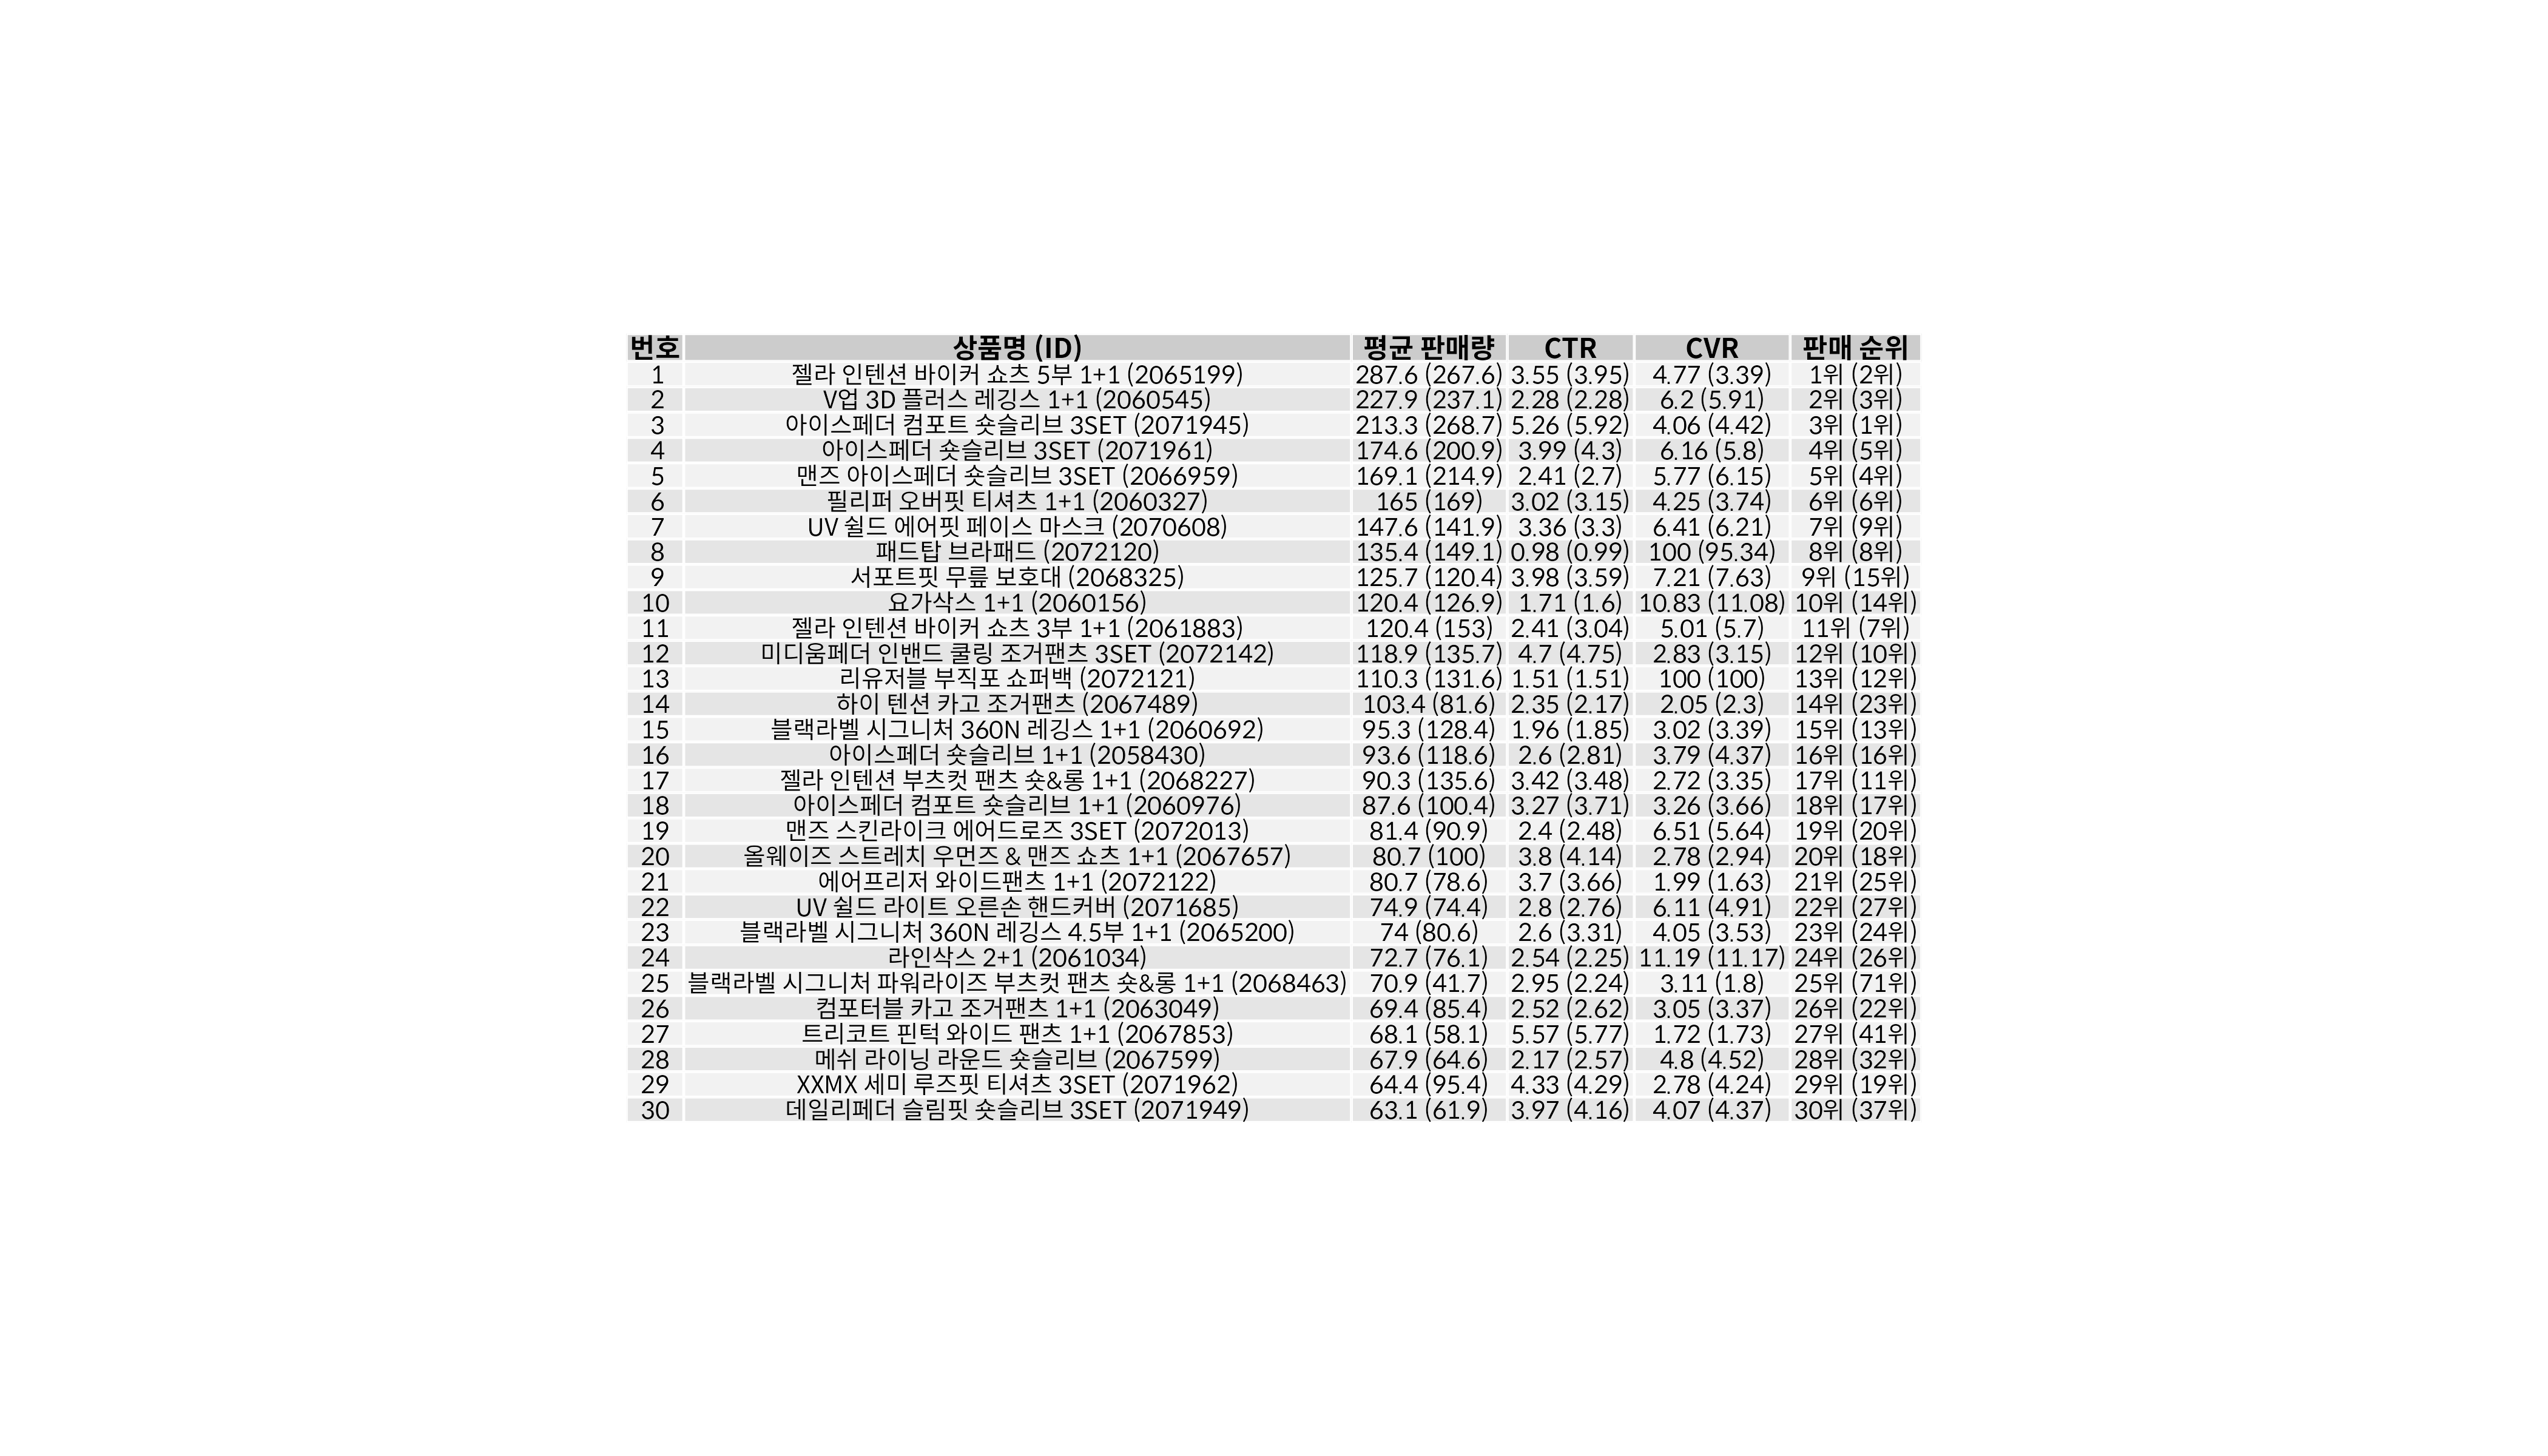 번호 상품명 (ID) 평균 판매량 CTR CVR 판매 순위
1 젤라 인텐션 바이커 쇼츠 5부 1+1 (2065199) 287.6 (267.6) 3.55 (3.95) 4.77 (3.39) 1위 (2위)
2 V업 3D 플러스 레깅스 1+1 (2060545) 227.9 (237.1) 2.28 (2.28) 6.2 (5.91) 2위 (3위)
3 아이스페더 컴포트 숏슬리브 3SET (2071945) 213.3 (268.7) 5.26 (5.92) 4.06 (4.42) 3위 (1위)
4 아이스페더 숏슬리브 3SET (2071961) 174.6 (200.9) 3.99 (4.3) 6.16 (5.8) 4위 (5위)
5 맨즈 아이스페더 숏슬리브 3SET (2066959) 169.1 (214.9) 2.41 (2.7) 5.77 (6.15) 5위 (4위)
6 필리퍼 오버핏 티셔츠 1+1 (2060327) 165 (169) 3.02 (3.15) 4.25 (3.74) 6위 (6위)
7 UV 쉴드 에어핏 페이스 마스크 (2070608) 147.6 (141.9) 3.36 (3.3) 6.41 (6.21) 7위 (9위)
8 패드탑 브라패드 (2072120) 135.4 (149.1) 0.98 (0.99) 100 (95.34) 8위 (8위)
9 서포트핏 무릎 보호대 (2068325) 125.7 (120.4) 3.98 (3.59) 7.21 (7.63) 9위 (15위)
10 요가삭스 1+1 (2060156) 120.4 (126.9) 1.71 (1.6) 10.83 (11.08) 10위 (14위)
11 젤라 인텐션 바이커 쇼츠 3부 1+1 (2061883) 120.4 (153) 2.41 (3.04) 5.01 (5.7) 11위 (7위)
12 미디움페더 인밴드 쿨링 조거팬츠 3SET (2072142) 118.9 (135.7) 4.7 (4.75) 2.83 (3.15) 12위 (10위)
13 리유저블 부직포 쇼퍼백 (2072121) 110.3 (131.6) 1.51 (1.51) 100 (100) 13위 (12위)
14 하이 텐션 카고 조거팬츠 (2067489) 103.4 (81.6) 2.35 (2.17) 2.05 (2.3) 14위 (23위)
15 블랙라벨 시그니처 360N 레깅스 1+1 (2060692) 95.3 (128.4) 1.96 (1.85) 3.02 (3.39) 15위 (13위)
16 아이스페더 숏슬리브 1+1 (2058430) 93.6 (118.6) 2.6 (2.81) 3.79 (4.37) 16위 (16위)
17 젤라 인텐션 부츠컷 팬츠 숏&롱 1+1 (2068227) 90.3 (135.6) 3.42 (3.48) 2.72 (3.35) 17위 (11위)
18 아이스페더 컴포트 숏슬리브 1+1 (2060976) 87.6 (100.4) 3.27 (3.71) 3.26 (3.66) 18위 (17위)
19 맨즈 스킨라이크 에어드로즈 3SET (2072013) 81.4 (90.9) 2.4 (2.48) 6.51 (5.64) 19위 (20위)
20 올웨이즈 스트레치 우먼즈 & 맨즈 쇼츠 1+1 (2067657) 80.7 (100) 3.8 (4.14) 2.78 (2.94) 20위 (18위)
21 에어프리저 와이드팬츠 1+1 (2072122) 80.7 (78.6) 3.7 (3.66) 1.99 (1.63) 21위 (25위)
22 UV 쉴드 라이트 오른손 핸드커버 (2071685) 74.9 (74.4) 2.8 (2.76) 6.11 (4.91) 22위 (27위)
23 블랙라벨 시그니처 360N 레깅스 4.5부 1+1 (2065200) 74 (80.6) 2.6 (3.31) 4.05 (3.53) 23위 (24위)
24 라인삭스 2+1 (2061034) 72.7 (76.1) 2.54 (2.25) 11.19 (11.17) 24위 (26위)
25 블랙라벨 시그니처 파워라이즈 부츠컷 팬츠 숏&롱 1+1 (2068463) 70.9 (41.7) 2.95 (2.24) 3.11 (1.8) 25위 (71위)
26 컴포터블 카고 조거팬츠 1+1 (2063049) 69.4 (85.4) 2.52 (2.62) 3.05 (3.37) 26위 (22위)
27 트리코트 핀턱 와이드 팬츠 1+1 (2067853) 68.1 (58.1) 5.57 (5.77) 1.72 (1.73) 27위 (41위)
28 메쉬 라이닝 라운드 숏슬리브 (2067599) 67.9 (64.6) 2.17 (2.57) 4.8 (4.52) 28위 (32위)
29 XXMX 세미 루즈핏 티셔츠 3SET (2071962) 64.4 (95.4) 4.33 (4.29) 2.78 (4.24) 29위 (19위)
30 데일리페더 슬림핏 숏슬리브 3SET (2071949) 63.1 (61.9) 3.97 (4.16) 4.07 (4.37) 30위 (37위)